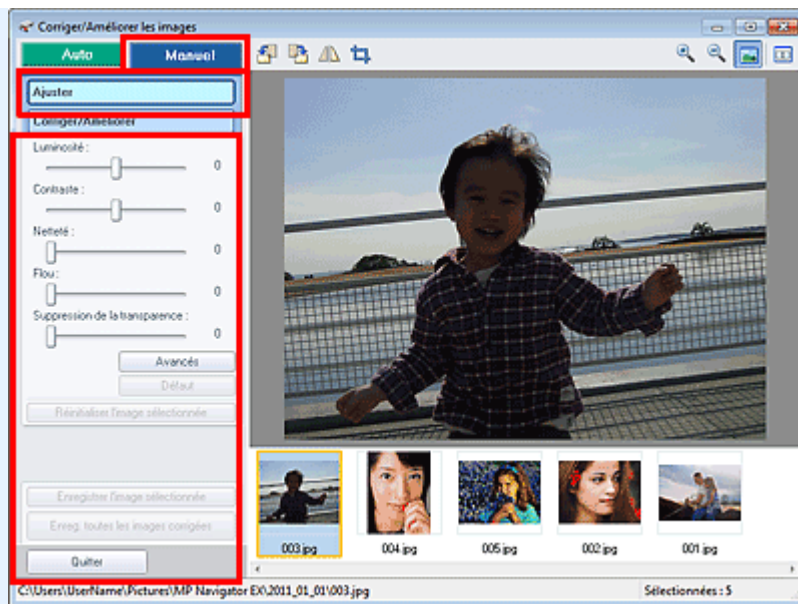 Corriger/Améliorer les images
Auto
Manuel
Ajuster
Corriger/Améliorer
Luminosité :
0
Contraste :
0
Netteté :
0
Flou :
0
Suppression de la transparence :
0
Avancés
Défaut
Réinitialiser l'image sélectionnée
Enregistrer l'image sélectionnée
Enreg. toutes les images corrigées
Quitter
003.jpg
004.jpg
005.jpg
002.jpg
001.jpg
C:\Users\UserName\Pictures\MP Navigator EX\2011_01_01\003.jpg
Sélectionnées : 5